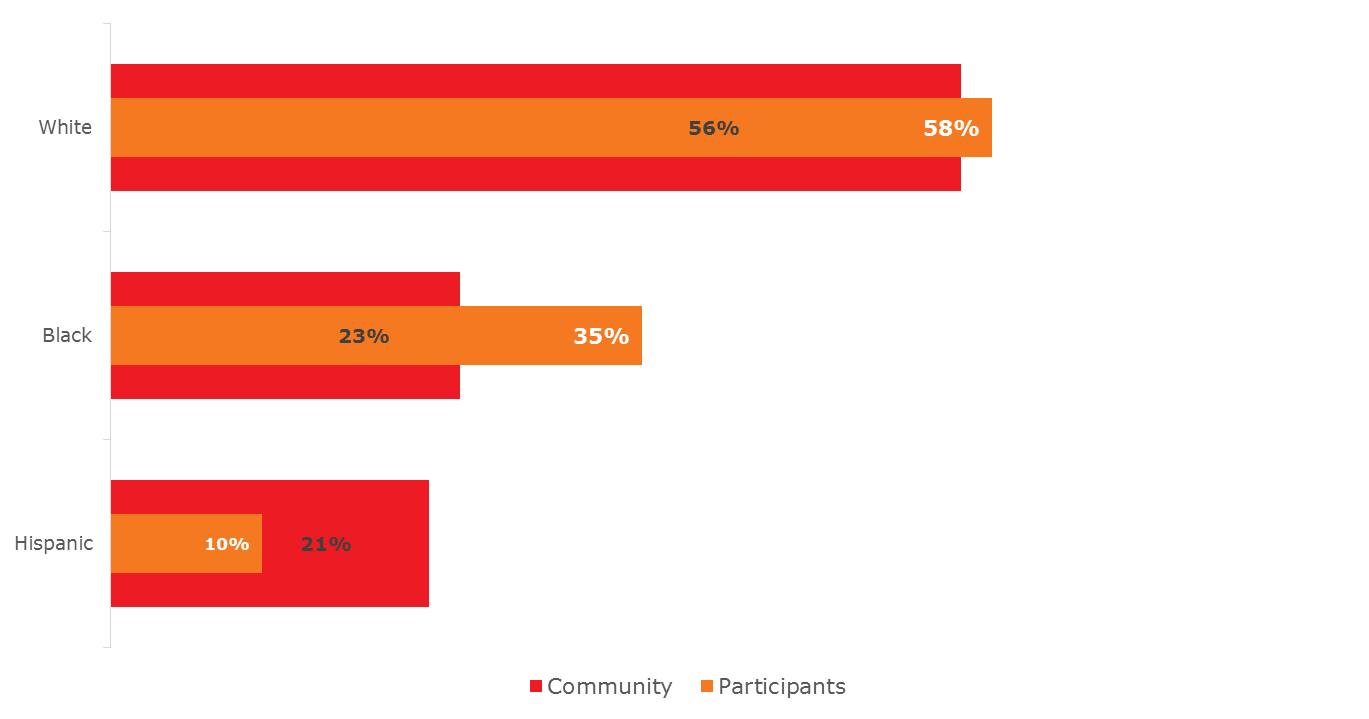 White
56%
58%
Black
23%
35%
Hispanic
10%
21%
Community
Participants